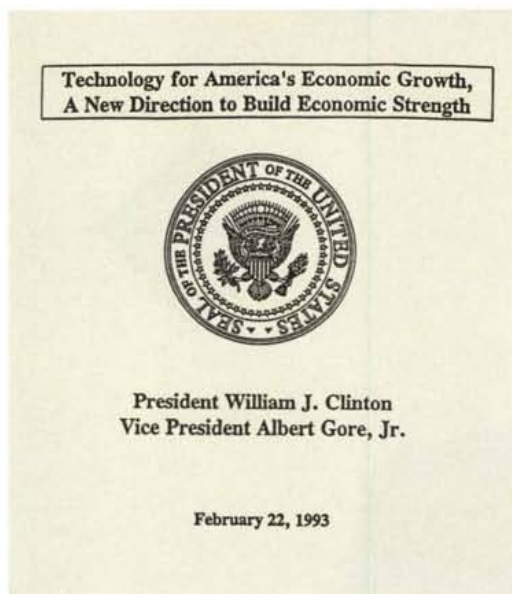 Technology for America's Economic Growth,
A New Direction to Build Economic Strength
SEAL OF THE PRESIDENT OF THE UNITED STATES
President William J. Clinton
Vice President Albert Gore, Jr.
February 22, 1993